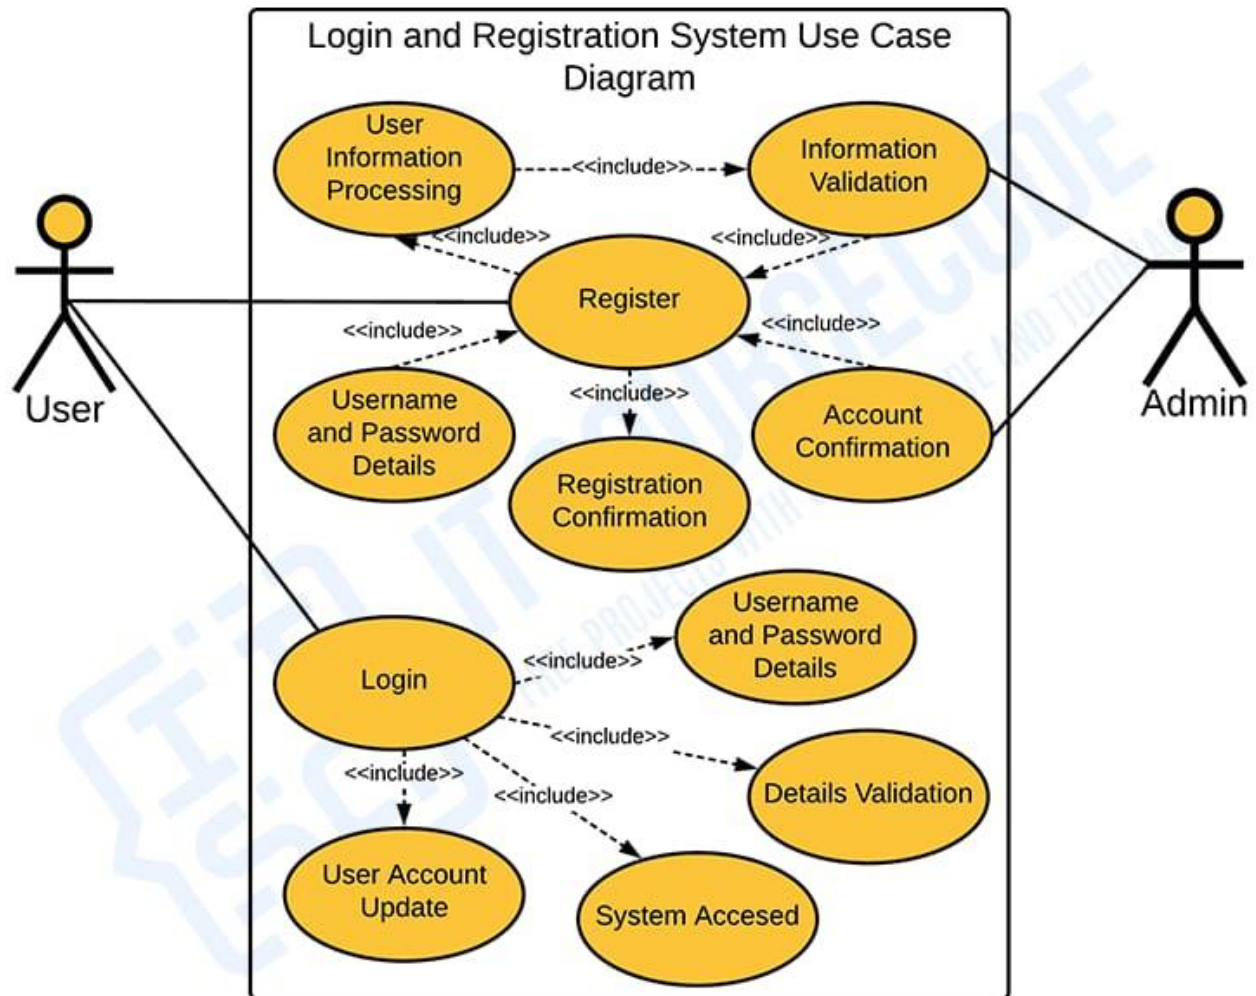 Login and Registration System Use Case
Diagram
User
Information
Processing
<<include>>
Information
Validation
<<include>>
<<include>>
Register
<<include>>
<<include>>
User
Admin
Username
and Password
Details
<<include>>
Account
Confirmation
Registration
Confirmation
Username
and Password
Details
<<include>>
Login
<<include>>
Details Validation
<<include>>
<<include>>
User Account
Update
System Accesed